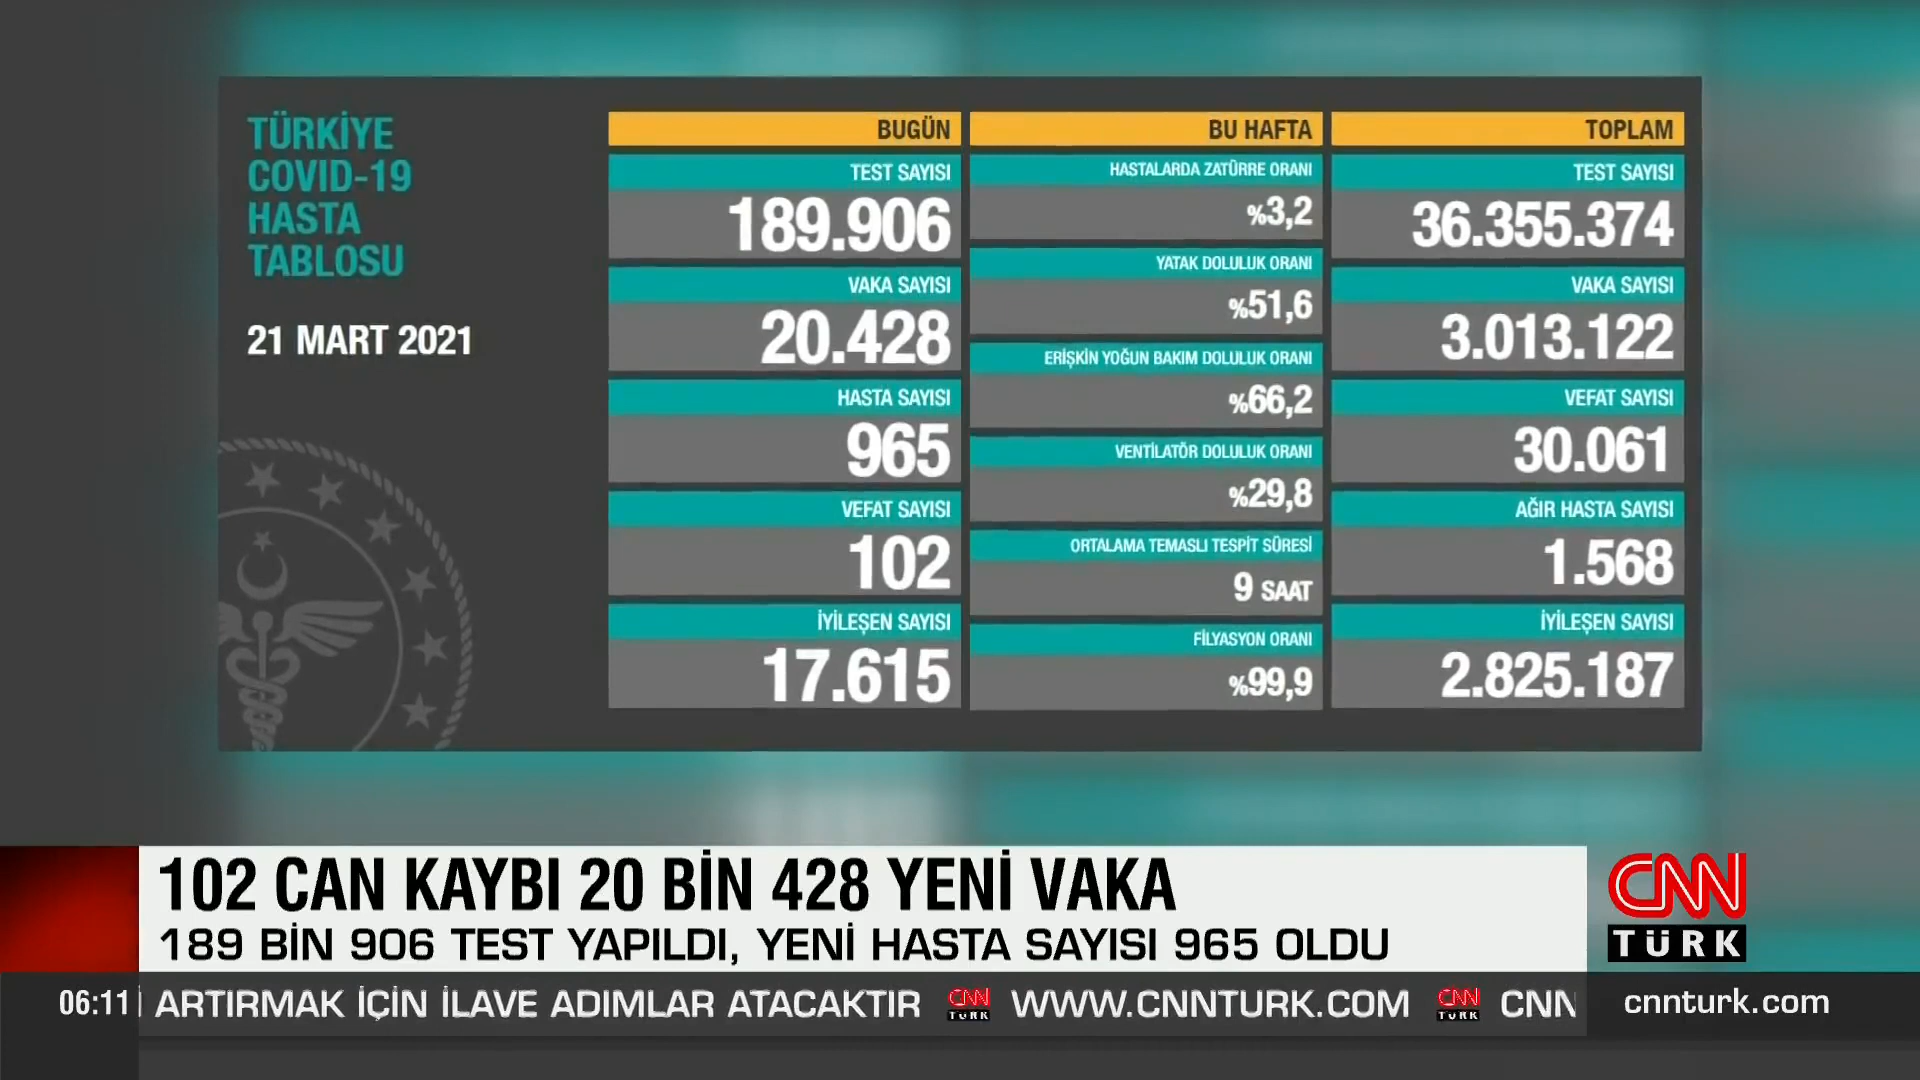 TÜRKİYE
COVID-19
HASTA
TABLOSU
21 MART 2021
BUGÜN
TEST SAYISI
189.906
VAKA SAYISI
20.428
HASTA SAYISI
965
VEFAT SAYISI
102
İYİLEŞEN SAYISI
17.615
BU HAFTA
HASTALARDA ZATÜRRE ORANI
%3,2
YATAK DOLULUK ORANI
%51,6
ERİŞKİN YOĞUN BAKIM DOLULUK ORANI
%66,2
VENTİLATÖR DOLULUK ORANI
%29,8
ORTALAMA TEMASLI TESPİT SÜRESİ
9 SAAT
FİLYASYON ORANI
%99,9
TOPLAM
TEST SAYISI
36.355.374
VAKA SAYISI
3.013.122
VEFAT SAYISI
30.061
AĞIR HASTA SAYISI
1.568
İYİLEŞEN SAYISI
2.825.187
102 CAN KAYBI 20 BİN 428 YENİ VAKA
189 BİN 906 TEST YAPILDI, YENİ HASTA SAYISI 965 OLDU
CNN
TÜRK
06:11 ARTIRMAK İÇİN İLAVE ADIMLAR ATACAKTIR CNN TÜRK WWW.CNNTURK.COM CNN TÜRK CNN cnnturk.com